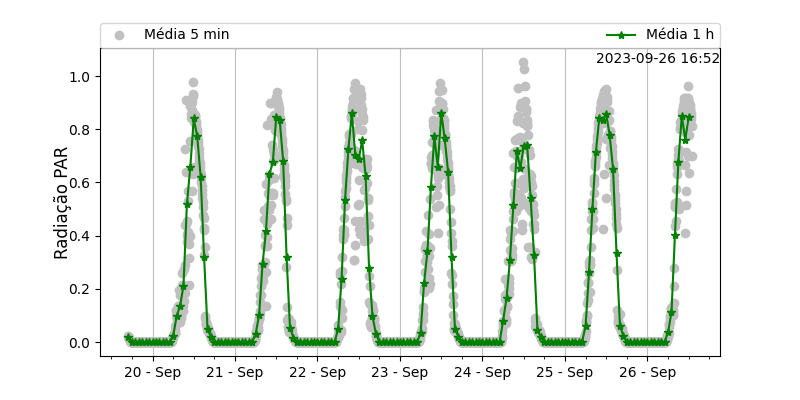 Média 5 min
Média 1 h
2023-09-26 16:52
Radiação PAR
1.0
0.8
0.6
0.4
0.2
0.0
20 - Sep
21 - Sep
22 - Sep
23 - Sep
24 - Sep
25 - Sep
26 - Sep